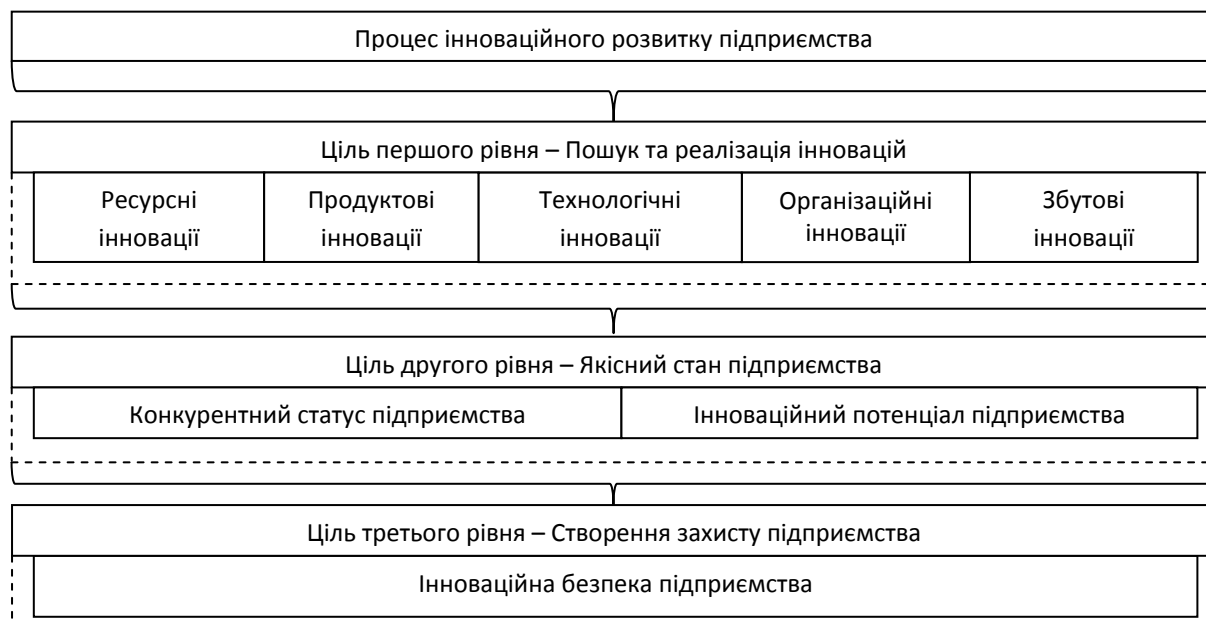 Процес інноваційного розвитку підприємства
Ціль першого рівня – Пошук та реалізація інновацій
Ресурсні
інновації
Продуктові
інновації
Технологічні
інновації
Організаційні
інновації
Збутові
інновації
Ціль другого рівня – Якісний стан підприємства
Конкурентний статус підприємства
Інноваційний потенціал підприємства
Ціль третього рівня – Створення захисту підприємства
Інноваційна безпека підприємства